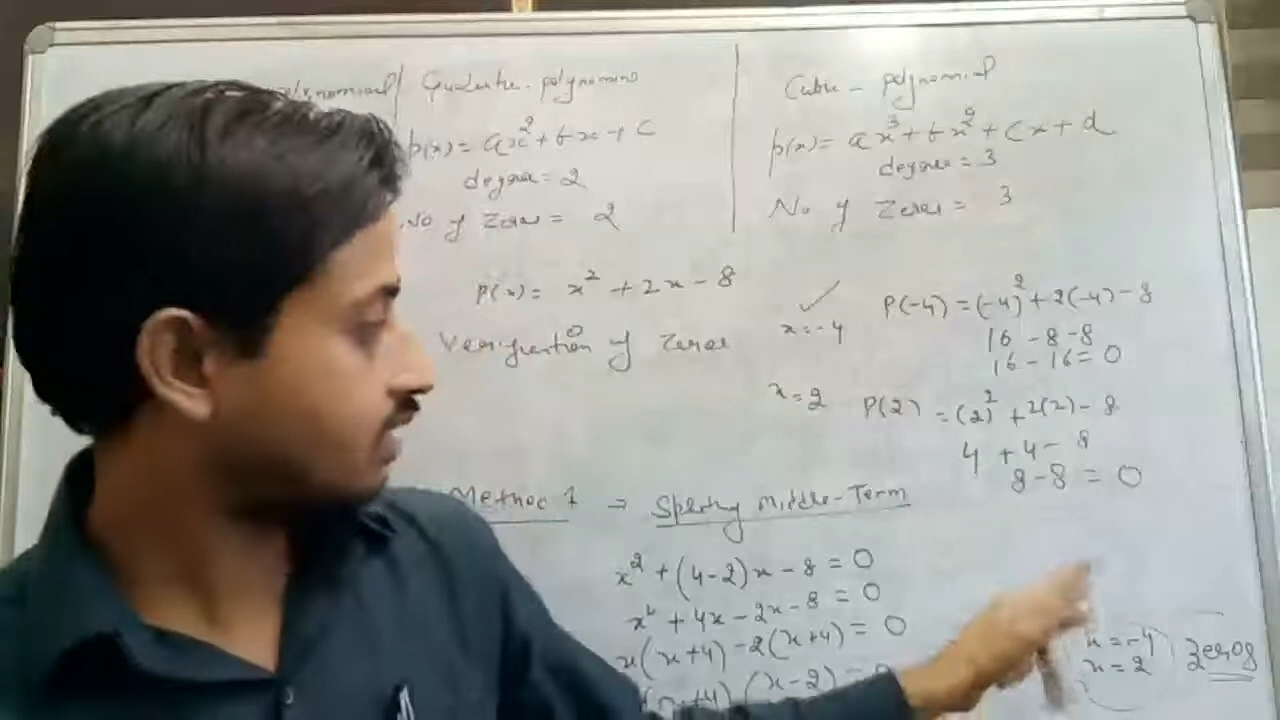 polynomial
Quadratic - polynomial
p(x) = ax² + bx + c
degree = 2
No of Zeros = 2
Cubic - polynomial
p(x) = ax³ + bx² + cx + d
degree = 3
No of Zeros = 3
P(x) = x² + 2x - 8
Verification of Zeros
✓
x = -4
P(-4) = (-4)² + 2(-4) - 8
16 - 8 - 8
16 - 16 = 0
x = 2
P(2) = (2)² + 2(2) - 8
4 + 4 - 8
8 - 8 = 0
Method 1 → Spliting Middle-Term
x² + (4-2)x - 8 = 0
x² + 4x - 2x - 8 = 0
x(x+4) - 2(x+4) = 0
(x+4) (x-2) = 0
x = -4
x = 2
zeros